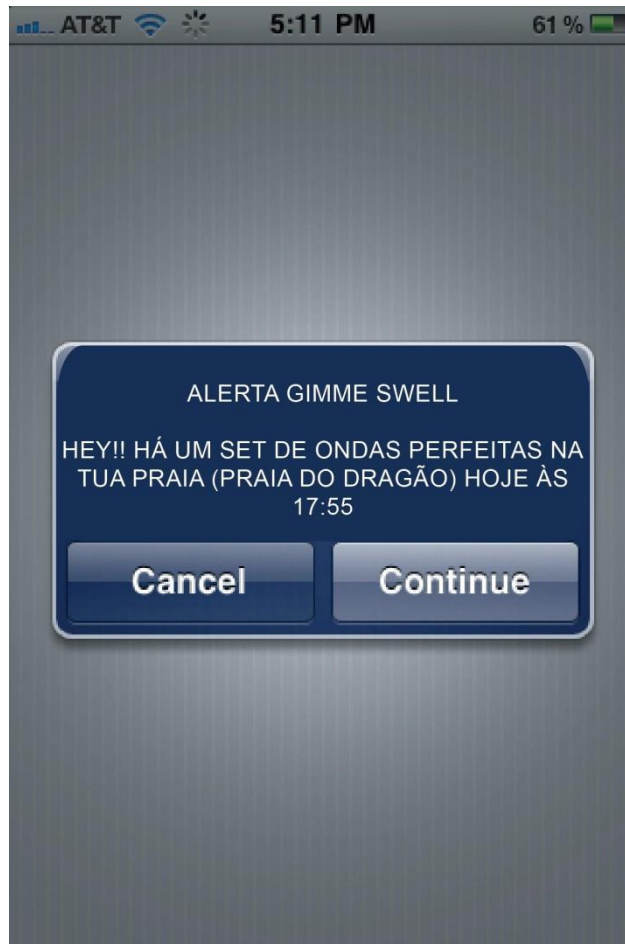 AT&T 5:11 PM 61 %
ALERTA GIMME SWELL
HEY!! HÁ UM SET DE ONDAS PERFEITAS NA
TUA PRAIA (PRAIA DO DRAGÃO) HOJE ÀS
17:55
Cancel Continue